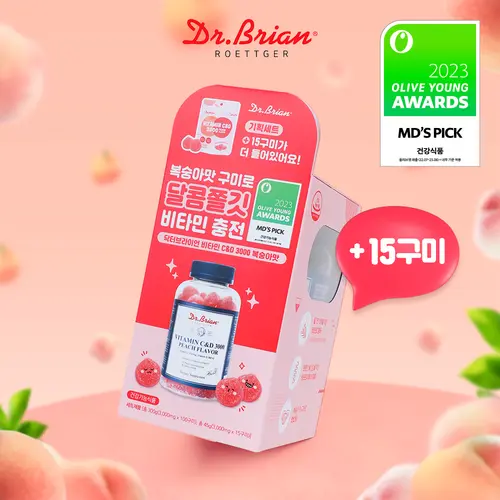 Dr.Brian®
ROETTGER
2023
OLIVE YOUNG
AWARDS
MD'S PICK
건강식품
Dr.Brian®
기획세트
+ 15구미가
더 들어있어요!
복숭아맛 구미로
달콤쫄깃
비타민 충전
닥터브라이언 비타민 C&D 3000 복숭아맛
2023
OLIVE YOUNG
AWARDS
MD'S PICK
+15구미
Dr.Brian®
VITAMIN C&D 3000
PEACH FLAVOR
건강기능식품